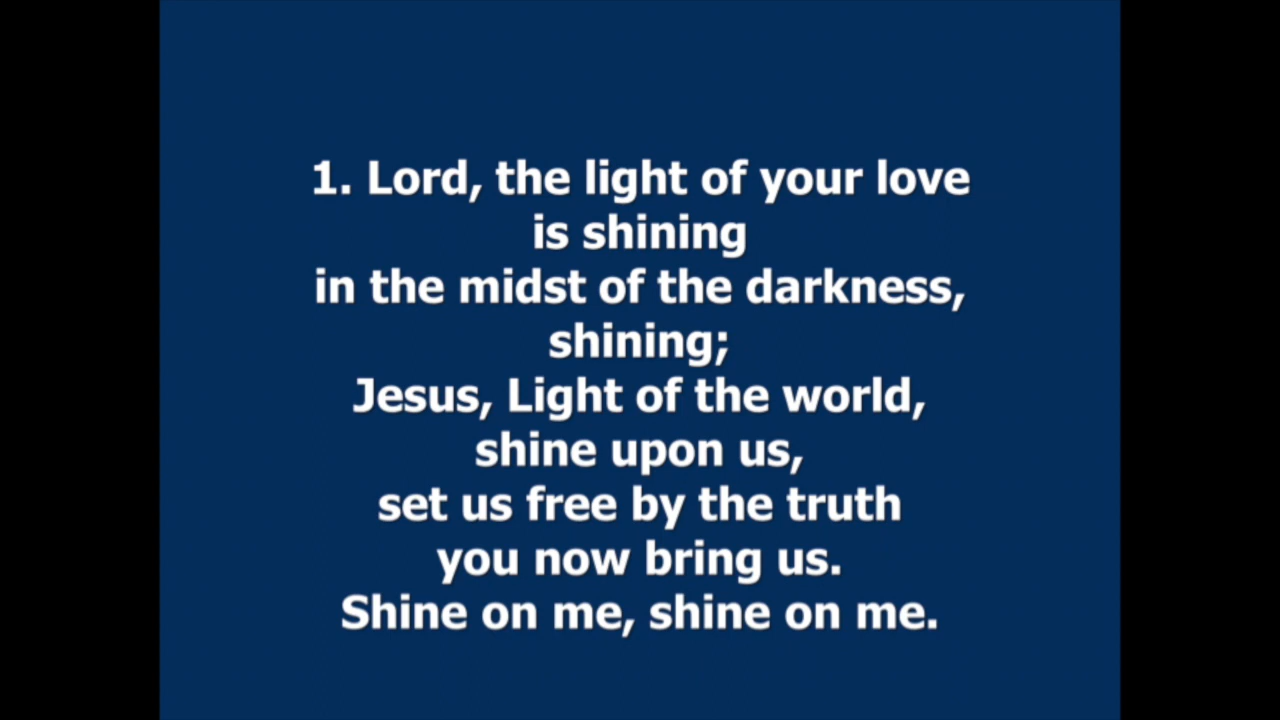 1. Lord, the light of your love
is shining
in the midst of the darkness,
shining;
Jesus, Light of the world,
shine upon us,
set us free by the truth
you now bring us.
Shine on me, shine on me.